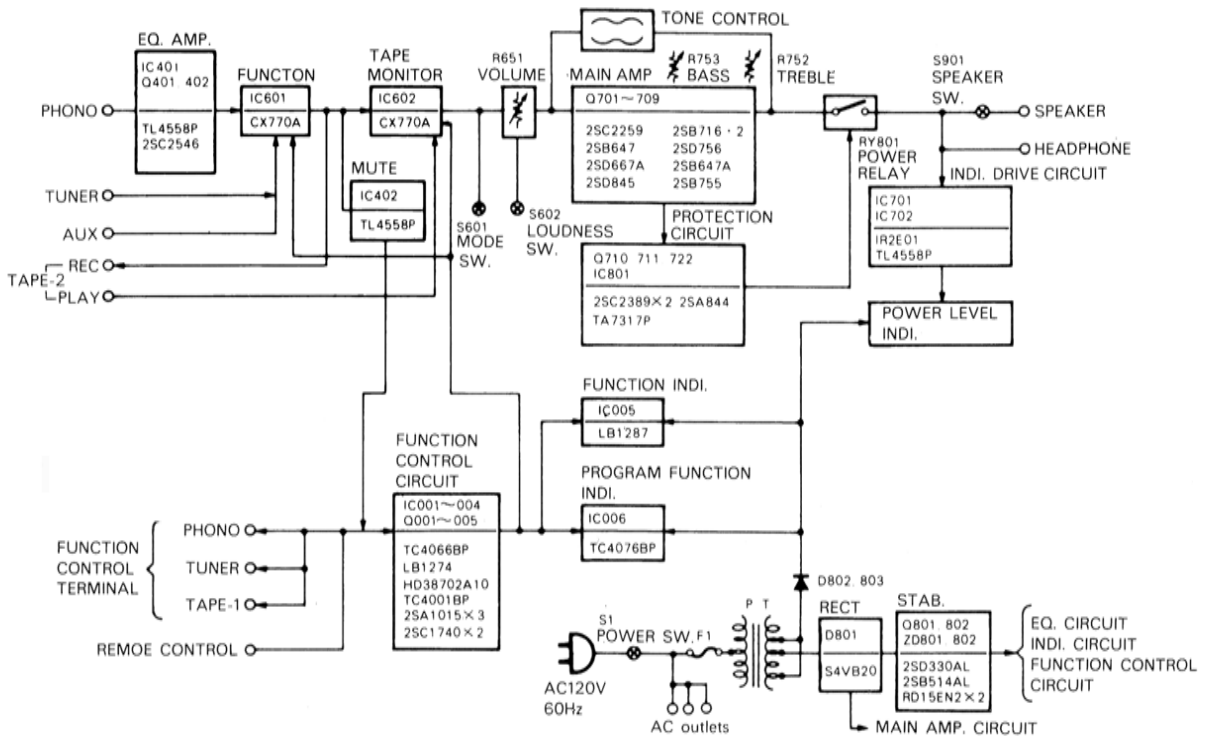 TONE CONTROL
EQ. AMP.
IC401
Q401. 402
TL4558P
2SC2546
PHONO
FUNCTON
IC601
CX770A
TAPE
MONITOR
IC602
CX770A
R651
VOLUME
MAIN AMP
R753
BASS
R752
TREBLE
Q701～709
2SC2259
2SB647
2SD667A
2SD845
2SB716・2
2SD756
2SB647A
2SB755
S901
SPEAKER
SW.
SPEAKER
HEADPHONE
RY801
POWER
RELAY
INDI. DRIVE CIRCUIT
IC701
IC702
IR2E01
TL4558P
POWER LEVEL
INDI.
TUNER
AUX
TAPE-2
REC
PLAY
MUTE
IC402
TL4558P
S601
MODE
SW.
S602
LOUDNESS
SW.
PROTECTION
CIRCUIT
Q710 711 722
IC801
2SC2389×2 2SA844
TA7317P
FUNCTION INDI.
IC005
LB1287
PROGRAM FUNCTION
INDI.
IC006
TC4076BP
FUNCTION
CONTROL
CIRCUIT
IC001～004
Q001～005
TC4066BP
LB1274
HD38702A10
TC4001BP
2SA1015×3
2SC1740×2
FUNCTION
CONTROL
TERMINAL
PHONO
TUNER
TAPE-1
REMOE CONTROL
D802. 803
P T
S1
POWER SW.
F1
AC120V
60Hz
AC outlets
RECT
D801
S4VB20
STAB.
Q801. 802
ZD801. 802
2SD330AL
2SB514AL
RD15EN2×2
EQ. CIRCUIT
INDI. CIRCUIT
FUNCTION CONTROL
CIRCUIT
MAIN AMP. CIRCUIT